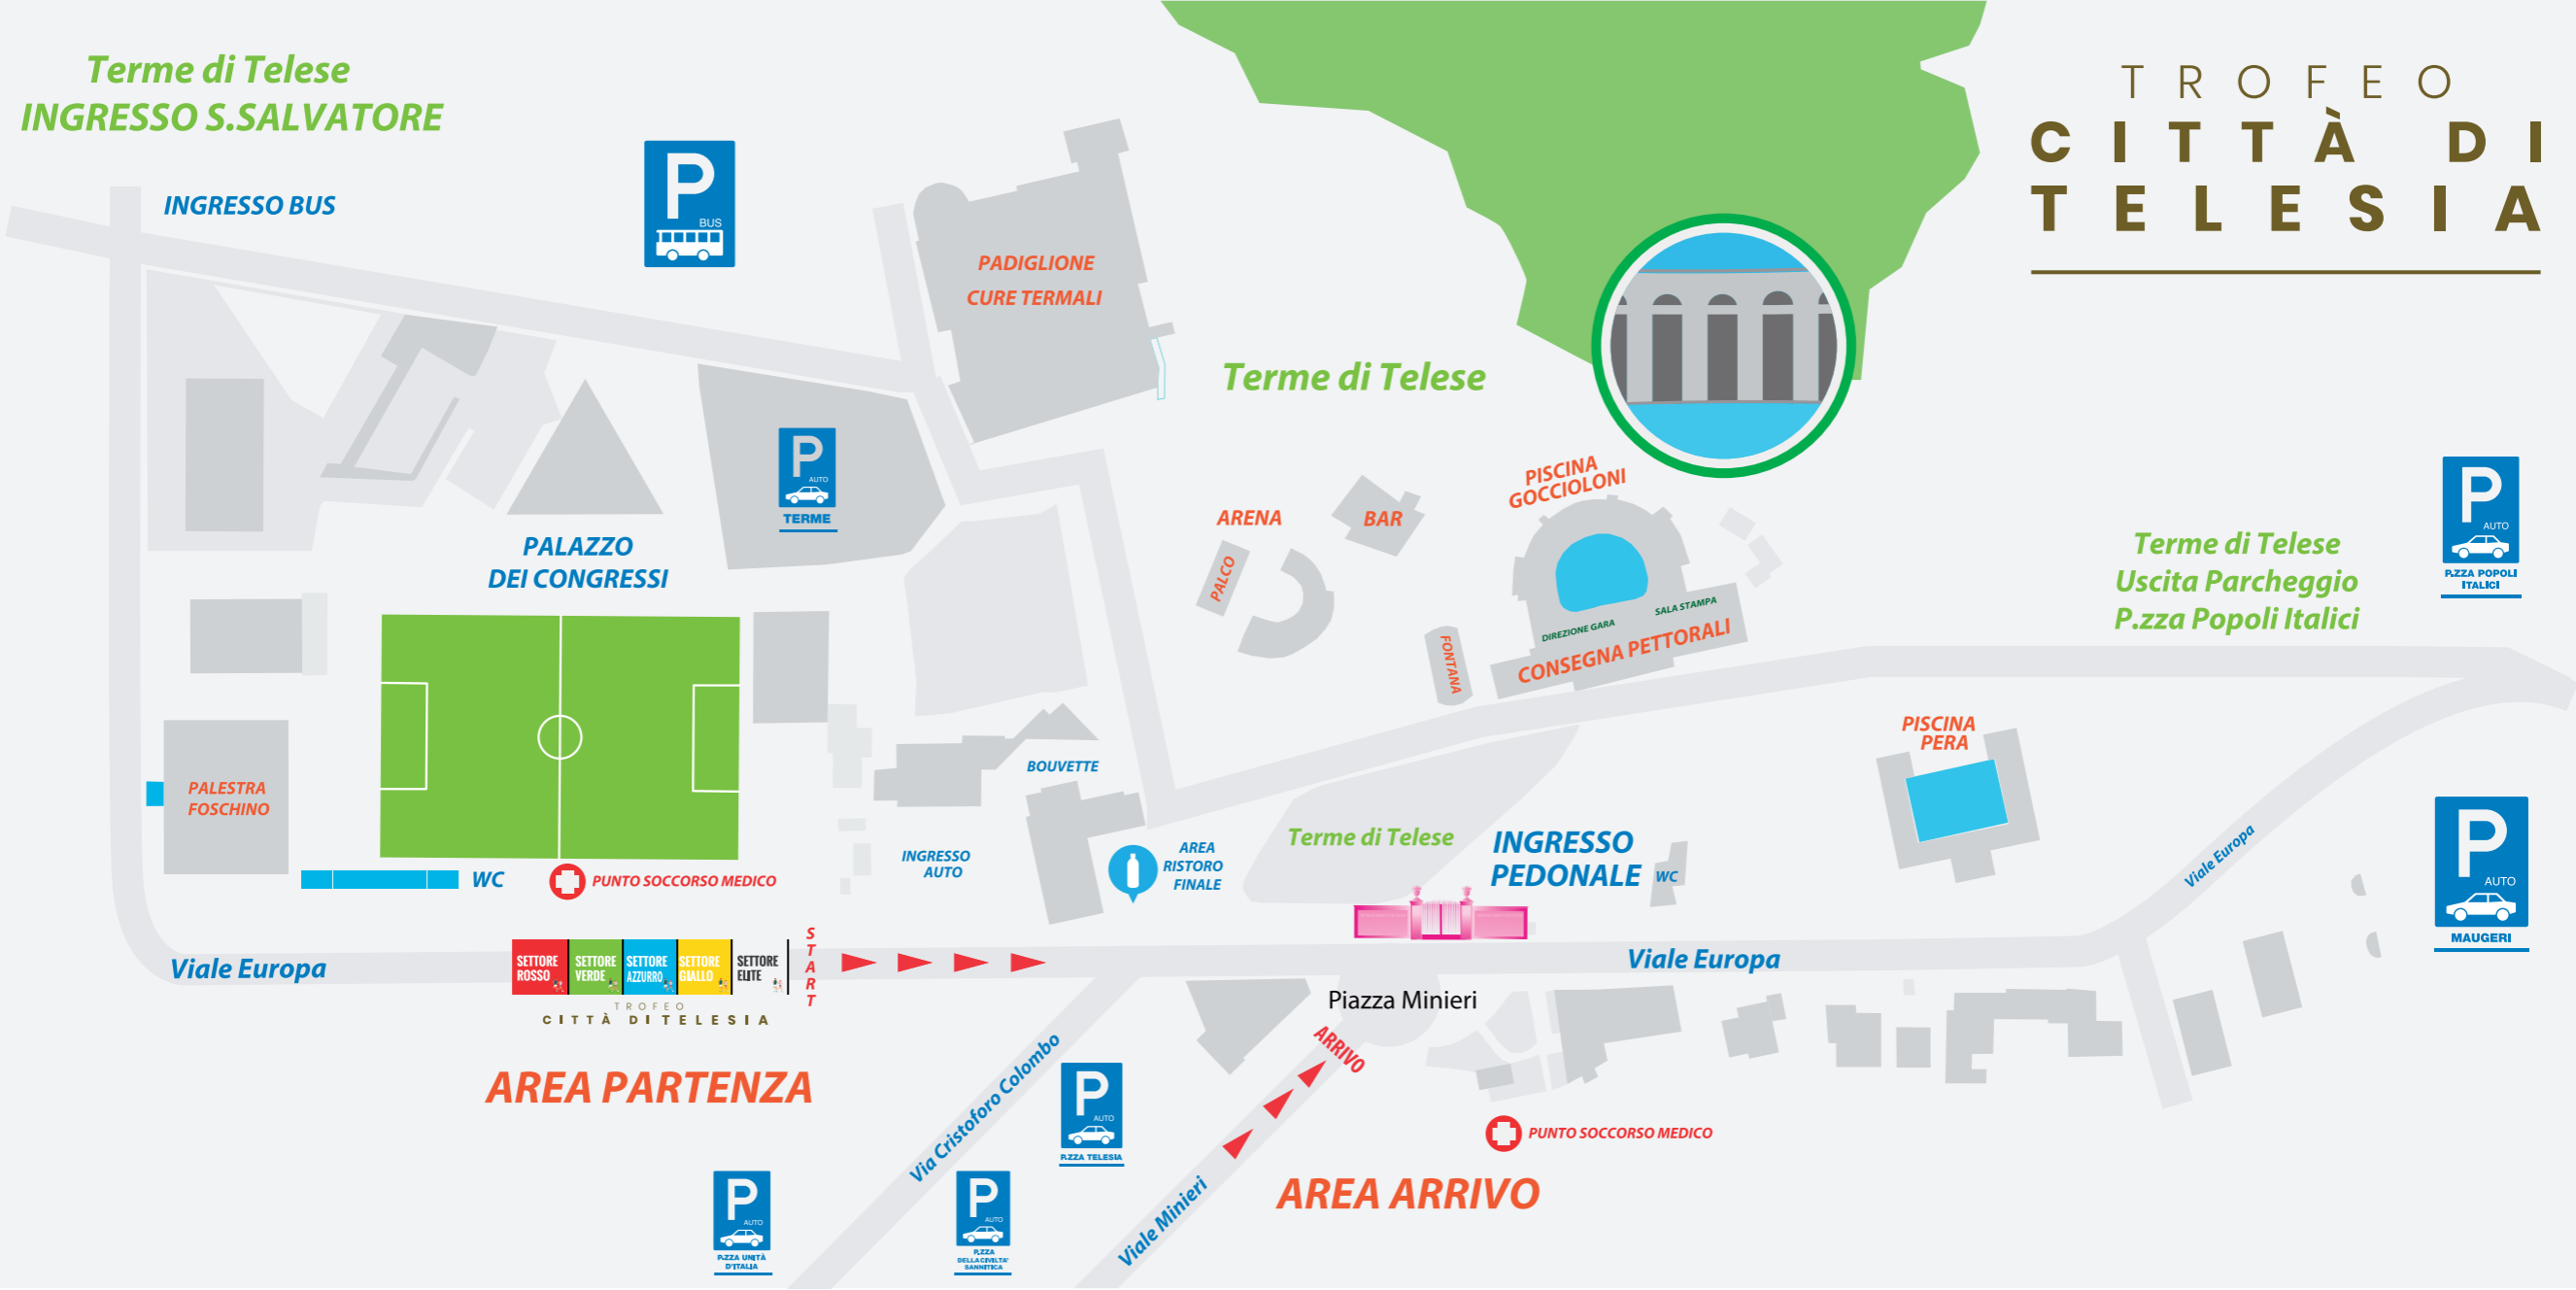 Terme di Telese
INGRESSO S.SALVATORE
INGRESSO BUS
P
BUS
TROFEO
CITTÀ DI
TELESIA
PADIGLIONE
CURE TERMALI
Terme di Telese
P
AUTO
TERME
PALAZZO
DEI CONGRESSI
ARENA
PALCO
BAR
PISCINA
GOCCIOLONI
FONTANA
DIREZIONE GARA
SALA STAMPA
CONSEGNA PETTORALI
P
AUTO
P.ZZA POPOLI
ITALICI
Terme di Telese
Uscita Parcheggio
P.zza Popoli Italici
PISCINA
PERA
PALESTRA
FOSCHINO
WC
PUNTO SOCCORSO MEDICO
BOUVETTE
INGRESSO
AUTO
AREA
RISTORO
FINALE
Terme di Telese
INGRESSO
PEDONALE
WC
Viale Europa
P
AUTO
MAUGERI
Viale Europa
SETTORE
ROSSO
SETTORE
VERDE
SETTORE
AZZURRO
SETTORE
GIALLO
SETTORE
ELITE
START
TROFEO
CITTÀ DI TELESIA
Viale Europa
Piazza Minieri
ARRIVO
AREA PARTENZA
Via Cristoforo Colombo
P
AUTO
P.ZZA TELESIA
PUNTO SOCCORSO MEDICO
AREA ARRIVO
Viale Minieri
P
AUTO
P.ZZA UNITÀ
D'ITALIA
P
AUTO
P.ZZA
DELLA CIVILTA'
SANNITICA